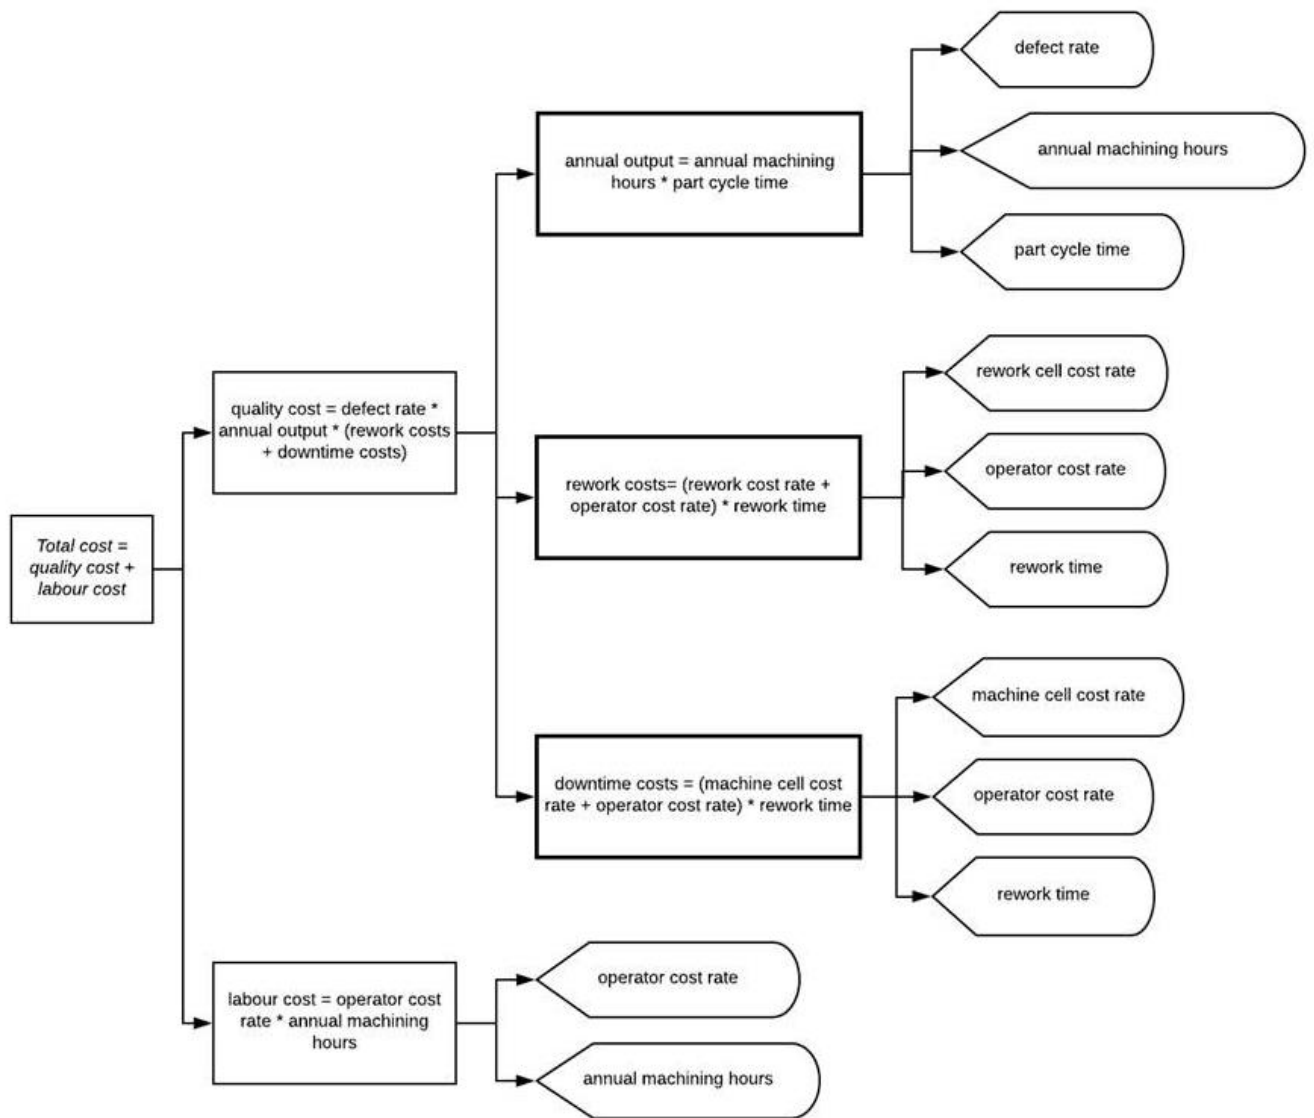 Total cost =
quality cost +
labour cost
quality cost = defect rate *
annual output * (rework costs
+ downtime costs)
annual output = annual machining
hours * part cycle time
defect rate
annual machining hours
part cycle time
rework costs= (rework cost rate +
operator cost rate) * rework time
rework cell cost rate
operator cost rate
rework time
downtime costs = (machine cell cost
rate + operator cost rate) * rework time
machine cell cost rate
operator cost rate
rework time
labour cost = operator cost
rate * annual machining
hours
operator cost rate
annual machining hours